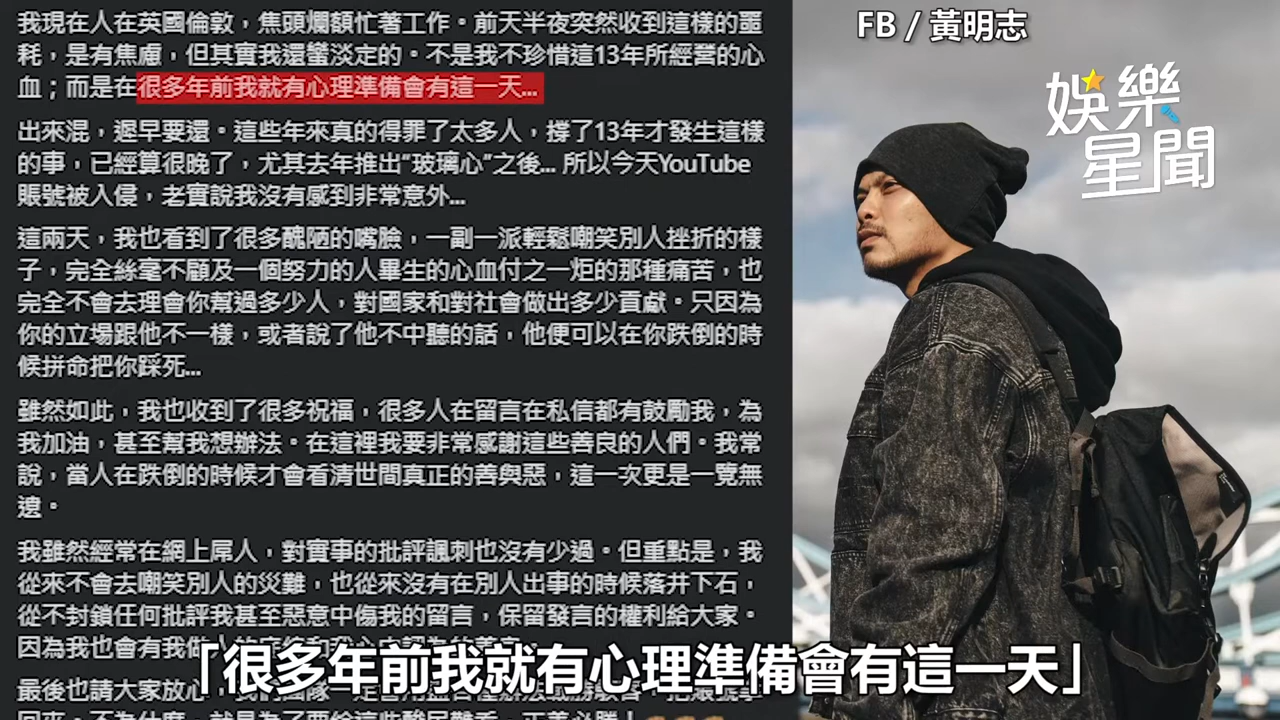 我現在人在英國倫敦，焦頭爛額忙著工作。前天半夜突然收到這樣的噩
耗，是有焦慮，但其實我還蠻淡定的。不是我不珍惜這13年所經營的心
血；而是在很多年前我就有心理準備會有這一天...
出來混，遲早要還。這些年來真的得罪了太多人，撐了13年才發生這樣
的事，已經算很晚了，尤其去年推出“玻璃心”之後... 所以今天YouTube
賬號被入侵，老實說我沒有感到非常意外...
這兩天，我也看到了很多醜陋的嘴臉，一副一派輕鬆嘲笑別人挫折的樣
子，完全絲毫不顧及一個努力的人畢生的心血付之一炬的那種痛苦，也
完全不會去理會你幫過多少人，對國家和對社會做出多少貢獻。只因為
你的立場跟他不一樣，或者說了他不中聽的話，他便可以在你跌倒的時
候拼命把你踩死...
雖然如此，我也收到了很多祝福，很多人在留言在私信都有鼓勵我，為
我加油，甚至幫我想辦法。在這裡我要非常感謝這些善良的人們。我常
說，當人在跌倒的時候才會看清世間真正的善與惡，這一次更是一覽無
遺。
我雖然經常在網上屌人，對實事的批評諷刺也沒有少過。但重點是，我
從來不會去嘲笑別人的災難，也從來沒有在別人出事的時候落井下石，
從不封鎖任何批評我甚至惡意中傷我的留言，保留發言的權利給大家。
因為我也會有我做人的
最後也請大家放心，
FB / 黃明志
娛樂
星聞
「很多年前我就有心理準備會有這一天」